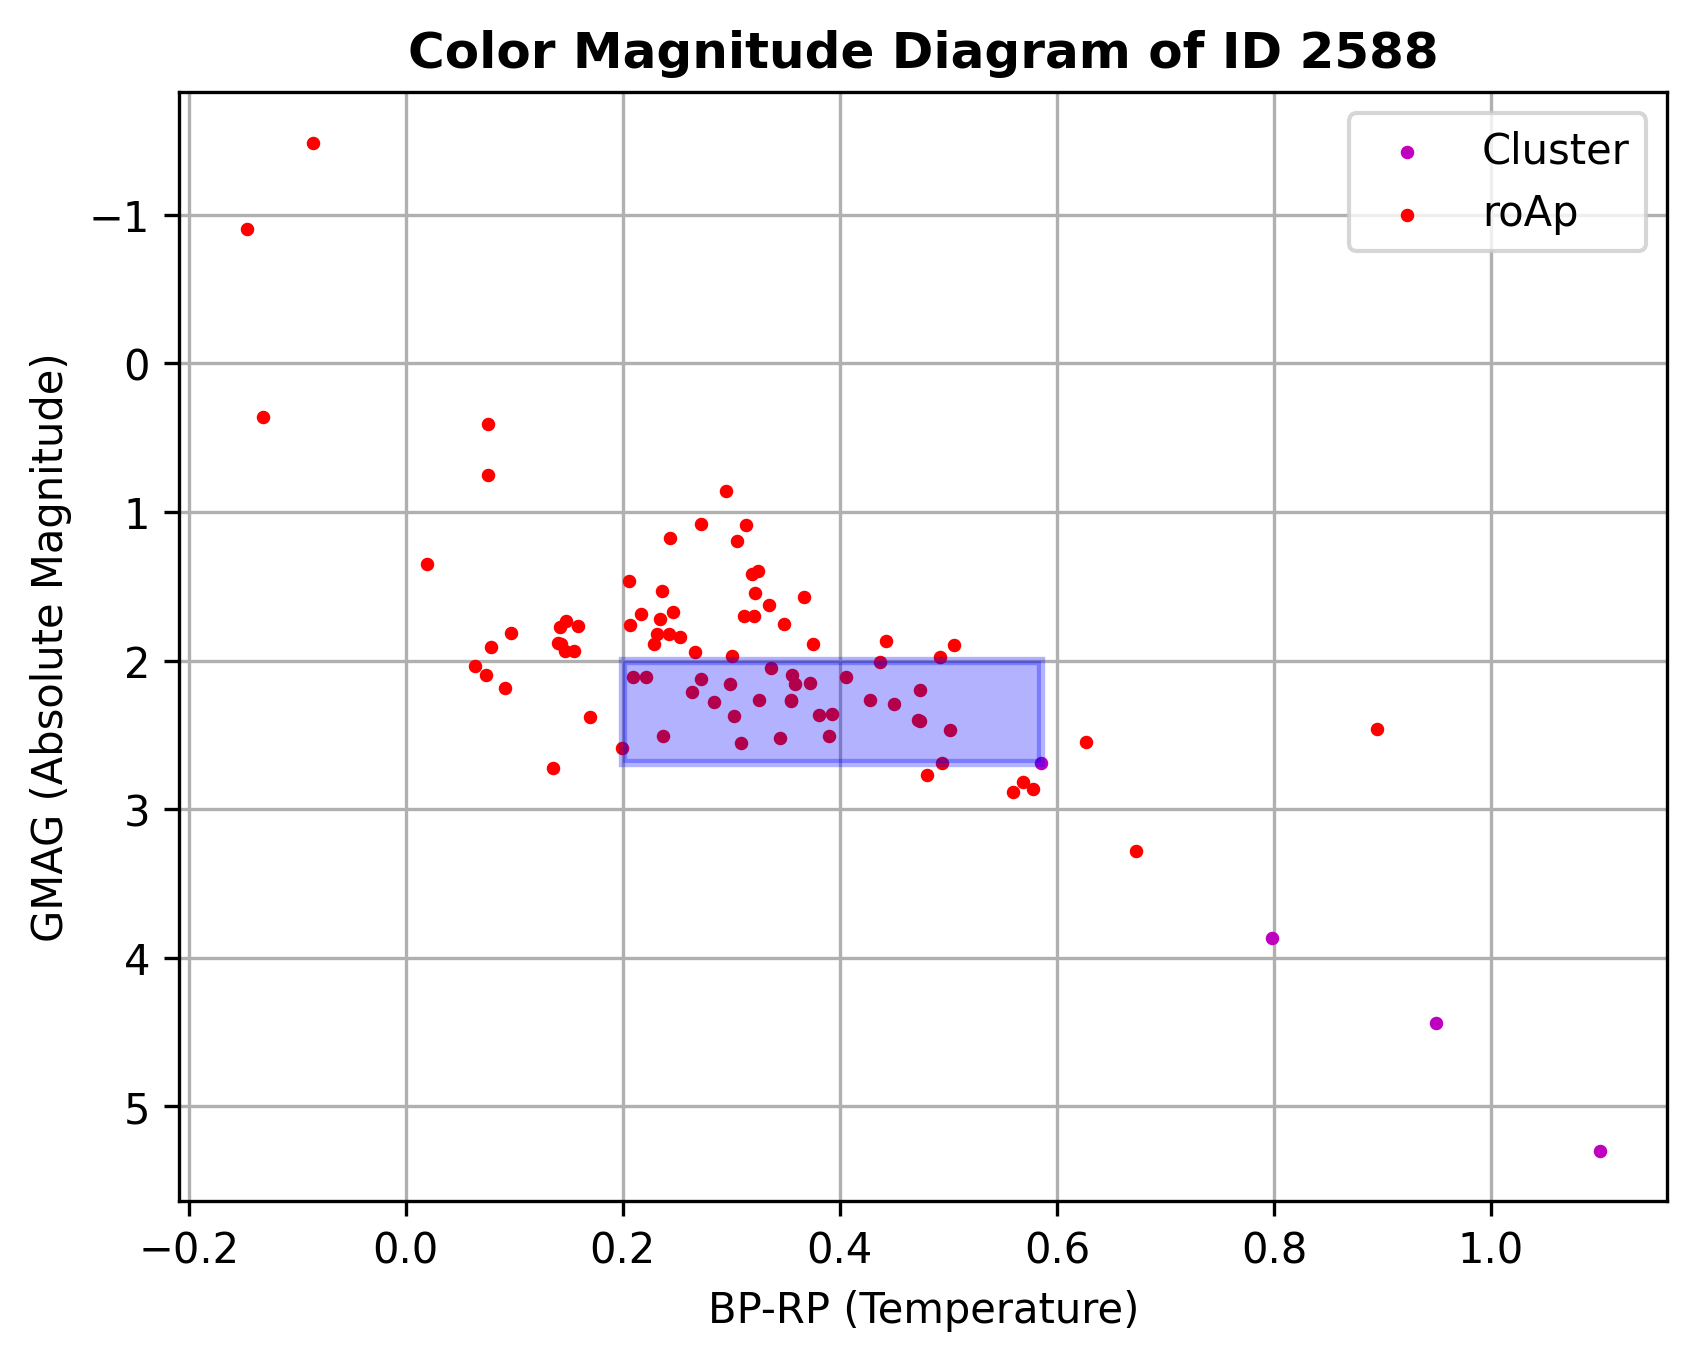 Color Magnitude Diagram of ID 2588
Cluster
roAp
GMAG (Absolute Magnitude)
−1
0
1
2
3
4
5
−0.2 0.0 0.2 0.4 0.6 0.8 1.0
BP-RP (Temperature)